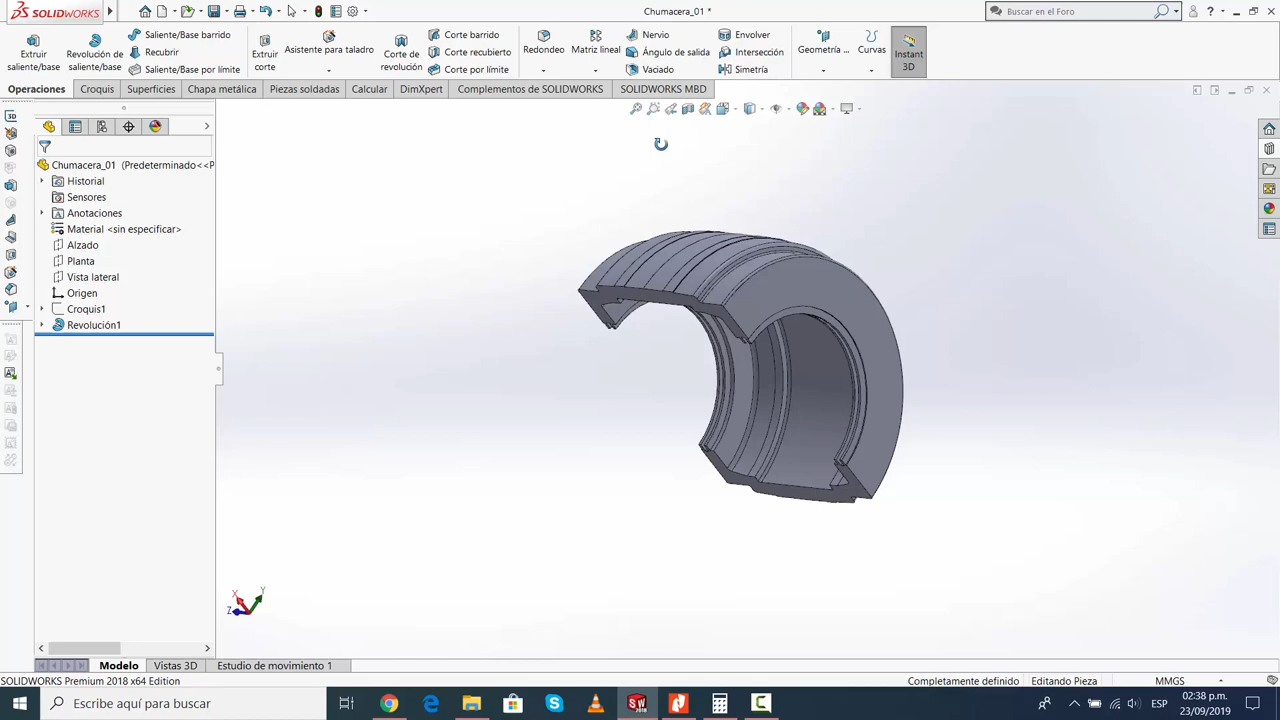 SOLIDWORKS
Chumacera_01 *
Buscar en el Foro
Extruir saliente/base
Revolución de saliente/base
Saliente/Base barrido
Recubrir
Saliente/Base por límite
Extruir corte
Asistente para taladro
Corte de revolución
Corte barrido
Corte recubierto
Corte por límite
Redondeo
Matriz lineal
Nervio
Ángulo de salida
Vaciado
Envolver
Intersección
Simetría
Geometría ...
Curvas
Instant 3D
Operaciones
Croquis
Superficies
Chapa metálica
Piezas soldadas
Calcular
DimXpert
Complementos de SOLIDWORKS
SOLIDWORKS MBD
Chumacera_01 (Predeterminado<<P
Historial
Sensores
Anotaciones
Material <sin especificar>
Alzado
Planta
Vista lateral
Origen
Croquis1
Revolución1
X
Y
Z
Modelo
Vistas 3D
Estudio de movimiento 1
SOLIDWORKS Premium 2018 x64 Edition
Completamente definido
Editando Pieza
MMGS
Escribe aquí para buscar
ESP
02:38 p.m.
23/09/2019